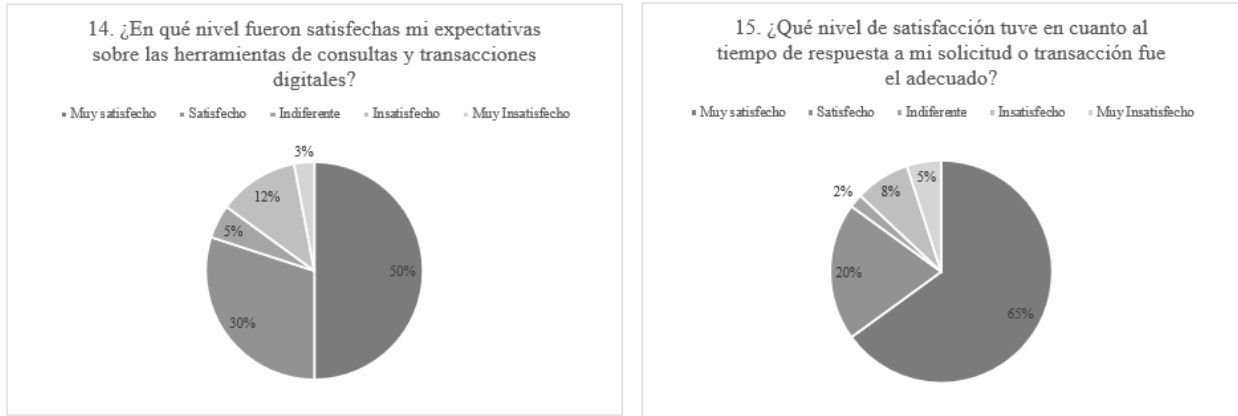 14. ¿En qué nivel fueron satisfechas mi expectativas
sobre las herramientas de consultas y transacciones
digitales?
Muy satisfecho Satisfecho Indiferente Insatisfecho Muy Insatisfecho
3%
12%
5%
50%
30%
15. ¿Qué nivel de satisfacción tuve en cuanto al
tiempo de respuesta a mi solicitud o transacción fue
el adecuado?
Muy satisfecho Satisfecho Indiferente Insatisfecho Muy Insatisfecho
5%
2%
8%
20%
65%